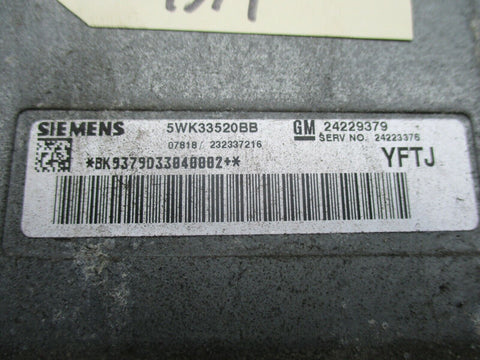 SIEMENS 5WK33520BB GM 24229379
07818 / 232337216 SERV NO. 24223376
*BK9379D33040002+* YFTJ